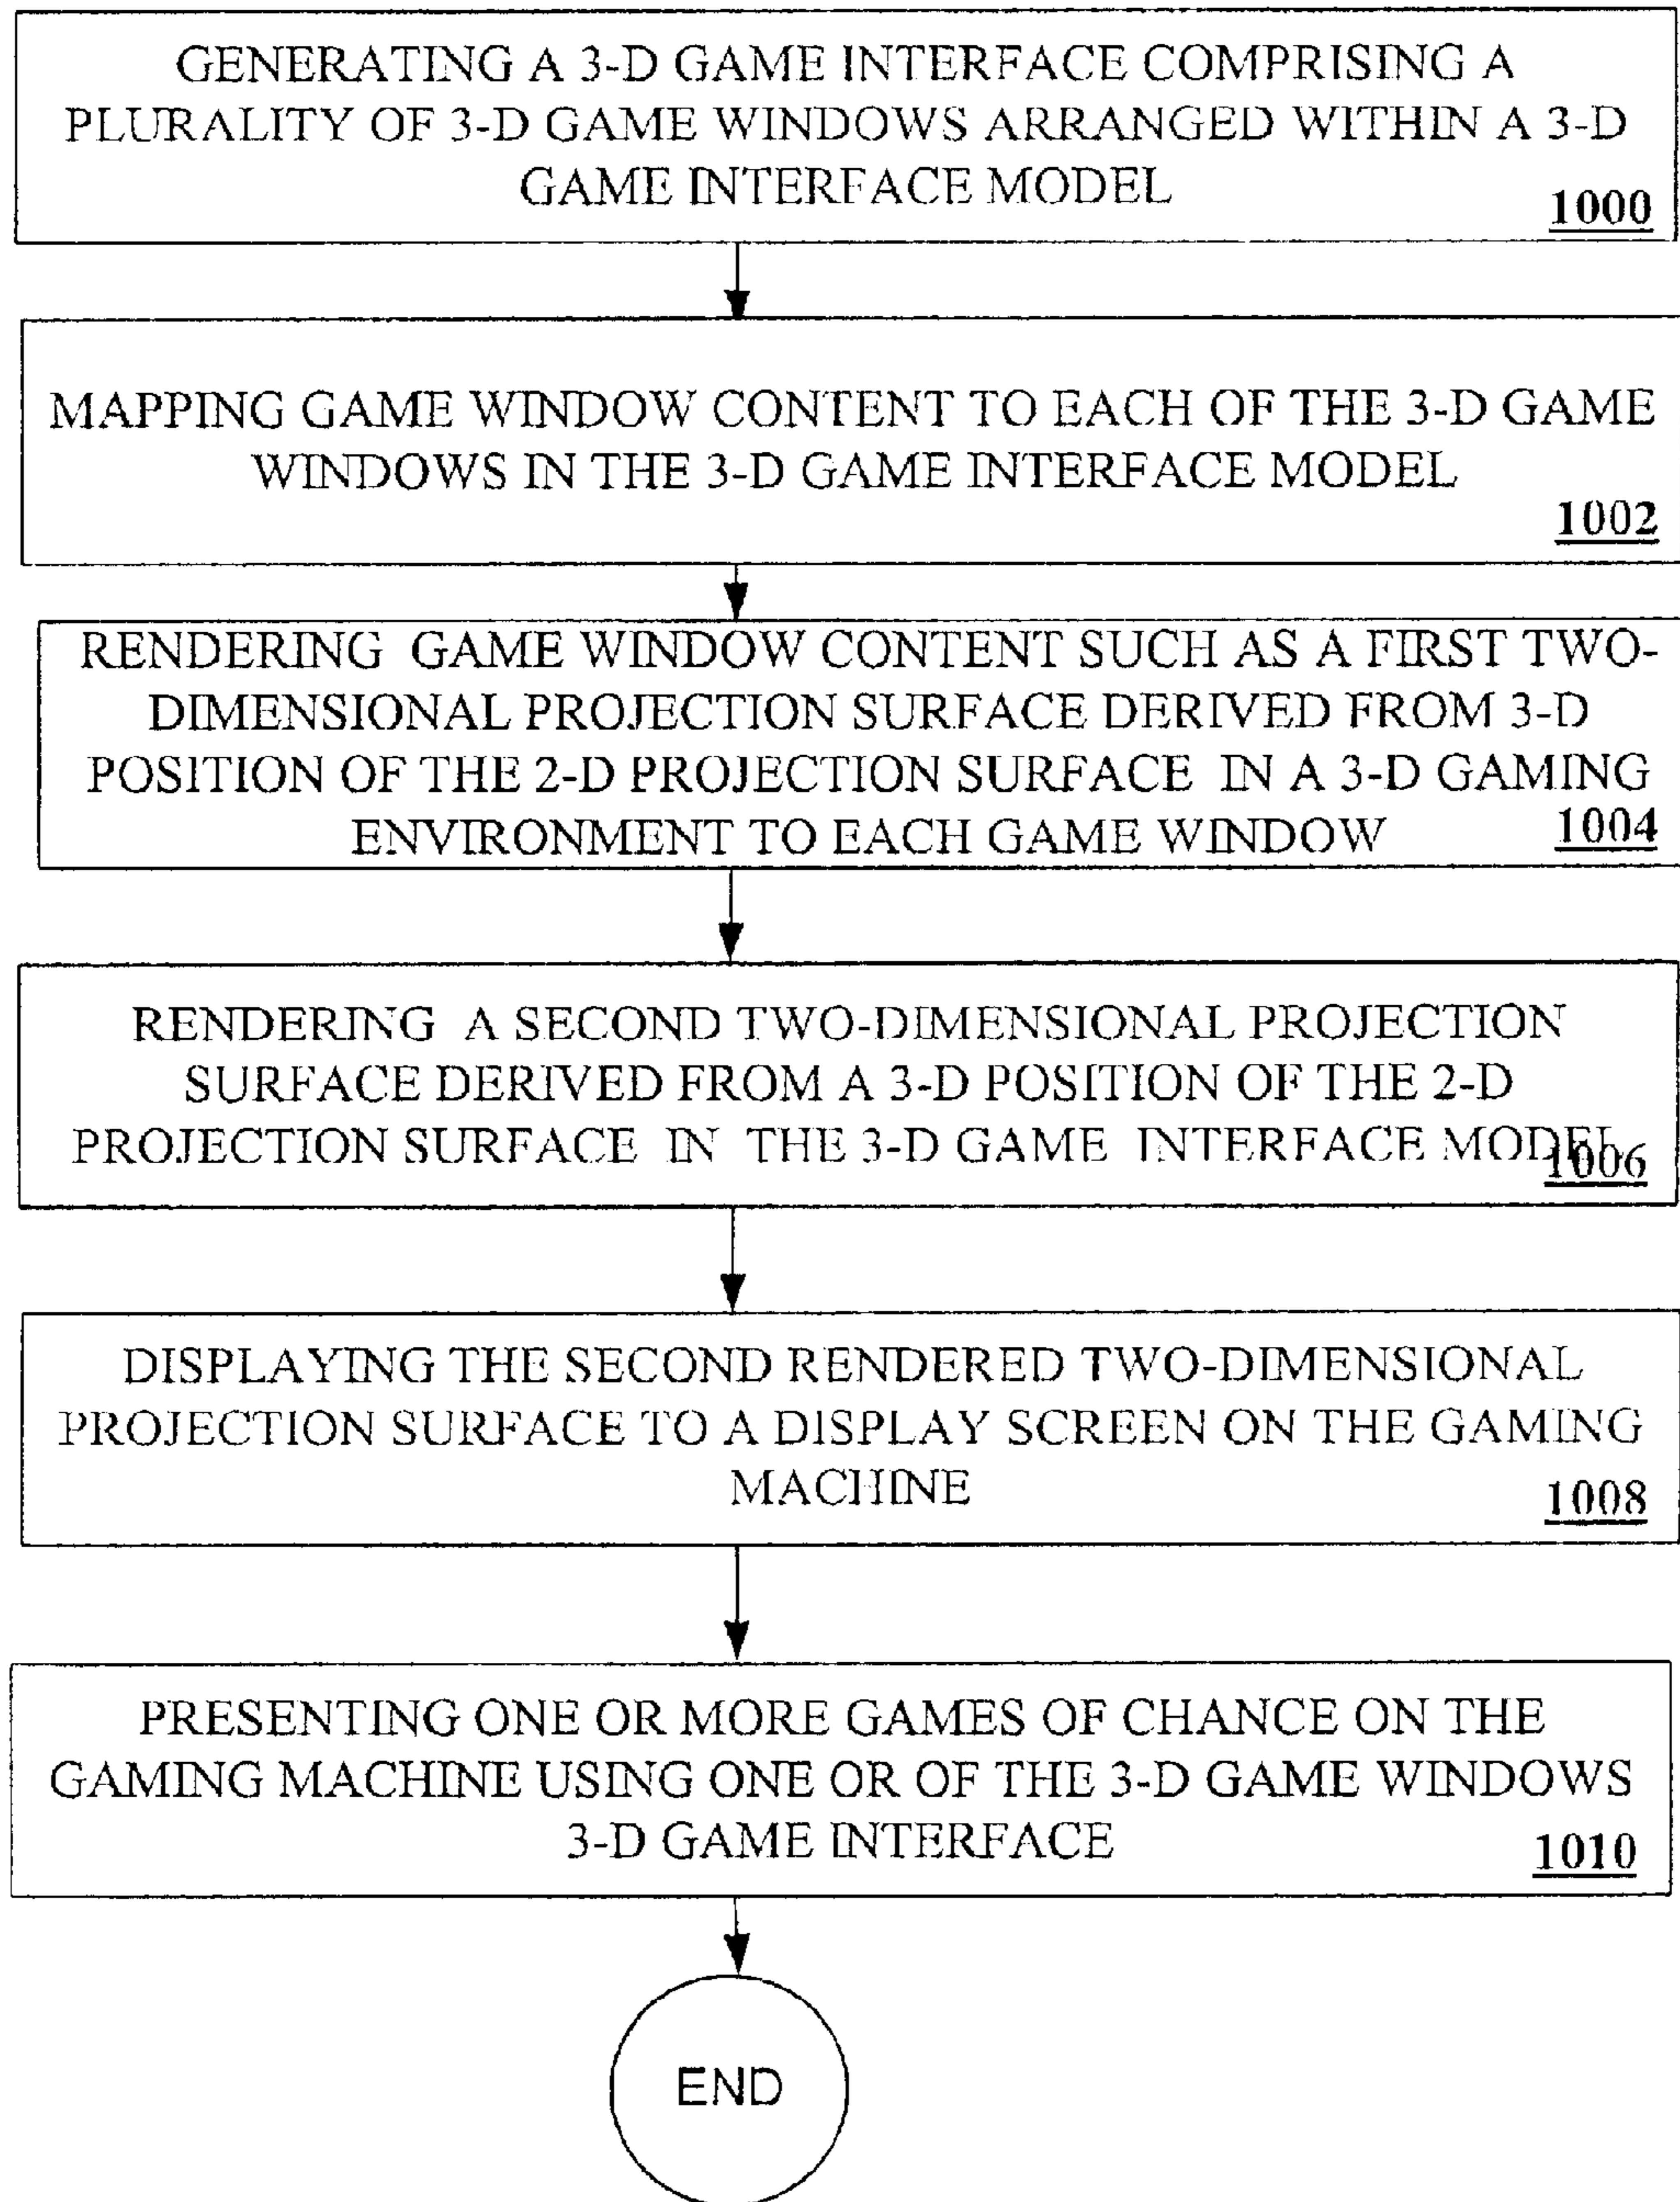 GENERATING A 3-D GAME INTERFACE COMPRISING A
PLURALITY OF 3-D GAME WINDOWS ARRANGED WITHIN A 3-D
GAME INTERFACE MODEL
1000
MAPPING GAME WINDOW CONTENT TO EACH OF THE 3-D GAME
WINDOWS IN THE 3-D GAME INTERFACE MODEL
1002
RENDERING GAME WINDOW CONTENT SUCH AS A FIRST TWO-
DIMENSIONAL PROJECTION SURFACE DERIVED FROM 3-D
POSITION OF THE 2-D PROJECTION SURFACE IN A 3-D GAMING
ENVIRONMENT TO EACH GAME WINDOW
1004
RENDERING A SECOND TWO-DIMENSIONAL PROJECTION
SURFACE DERIVED FROM A 3-D POSITION OF THE 2-D
PROJECTION SURFACE IN THE 3-D GAME INTERFACE MODEL
1006
DISPLAYING THE SECOND RENDERED TWO-DIMENSIONAL
PROJECTION SURFACE TO A DISPLAY SCREEN ON THE GAMING
MACHINE
1008
PRESENTING ONE OR MORE GAMES OF CHANCE ON THE
GAMING MACHINE USING ONE OR OF THE 3-D GAME WINDOWS
3-D GAME INTERFACE
1010
END